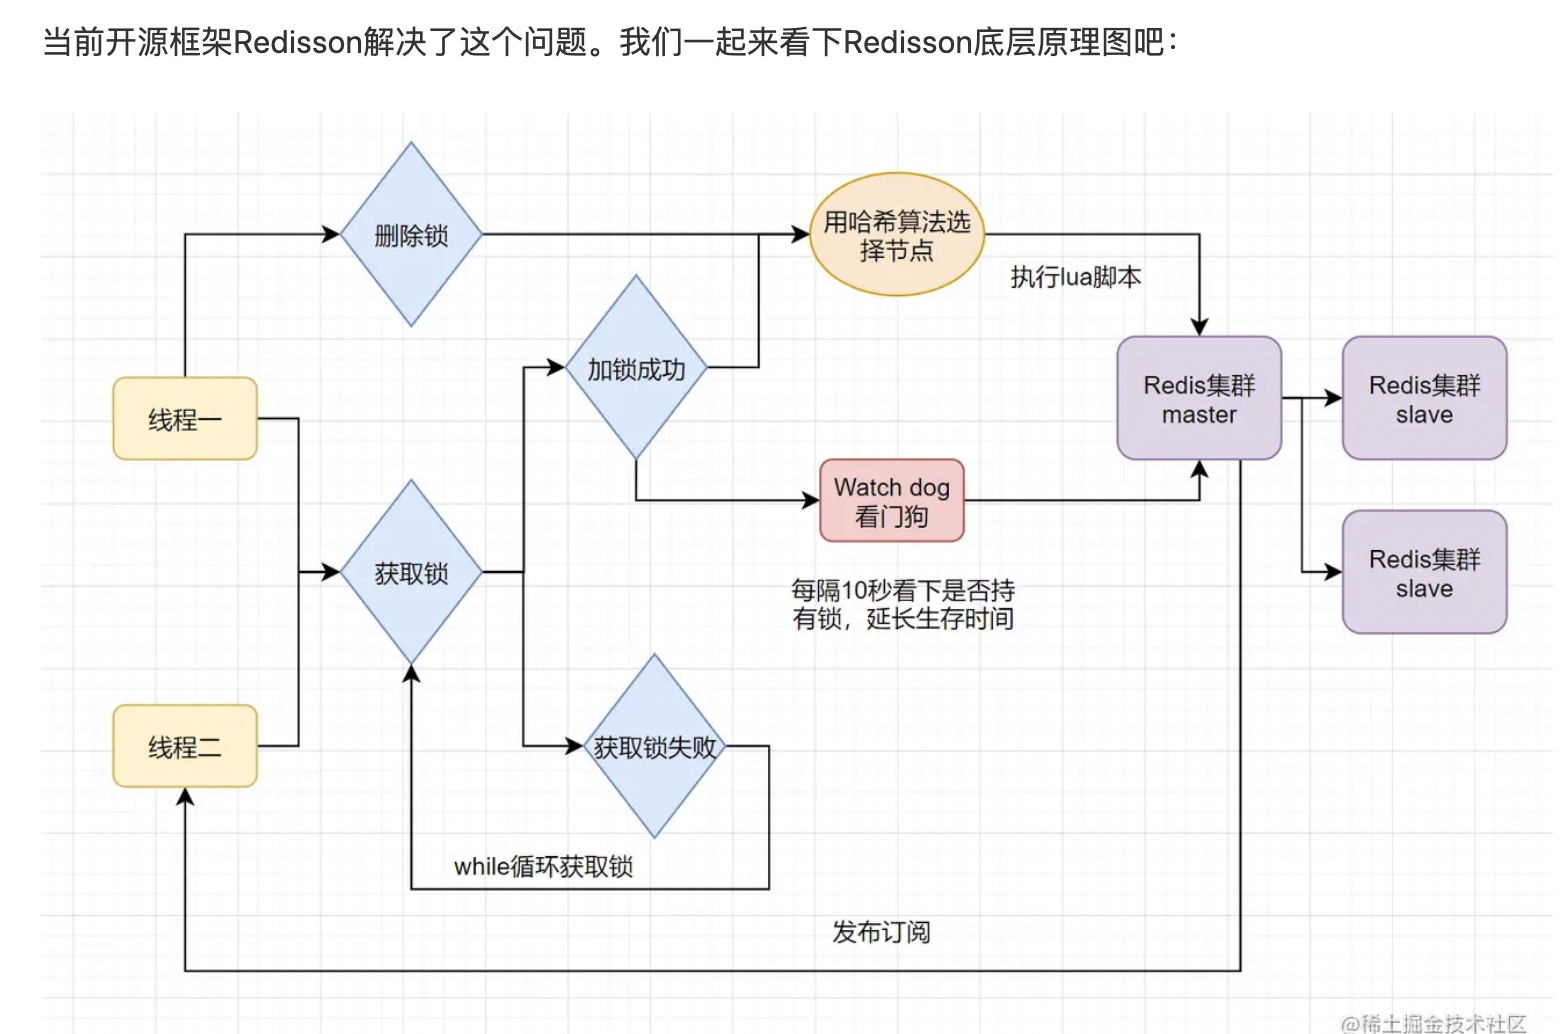 当前开源框架Redisson解决了这个问题。我们一起来看下Redisson底层原理图吧：
删除锁
用哈希算法选
择节点
执行lua脚本
加锁成功
线程一
Redis集群
master
Redis集群
slave
Watch dog
看门狗
获取锁
每隔10秒看下是否持
有锁，延长生存时间
Redis集群
slave
线程二
获取锁失败
while循环获取锁
发布订阅
@稀土掘金技术社区